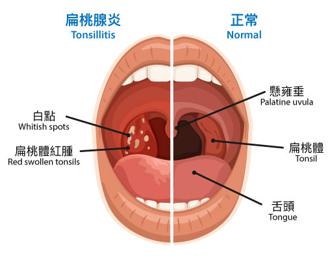 扁桃腺炎
Tonsillitis
正常
Normal
白點
Whitish spots
扁桃體紅腫
Red swollen tonsils
懸雍垂
Palatine uvula
扁桃體
Tonsil
舌頭
Tongue